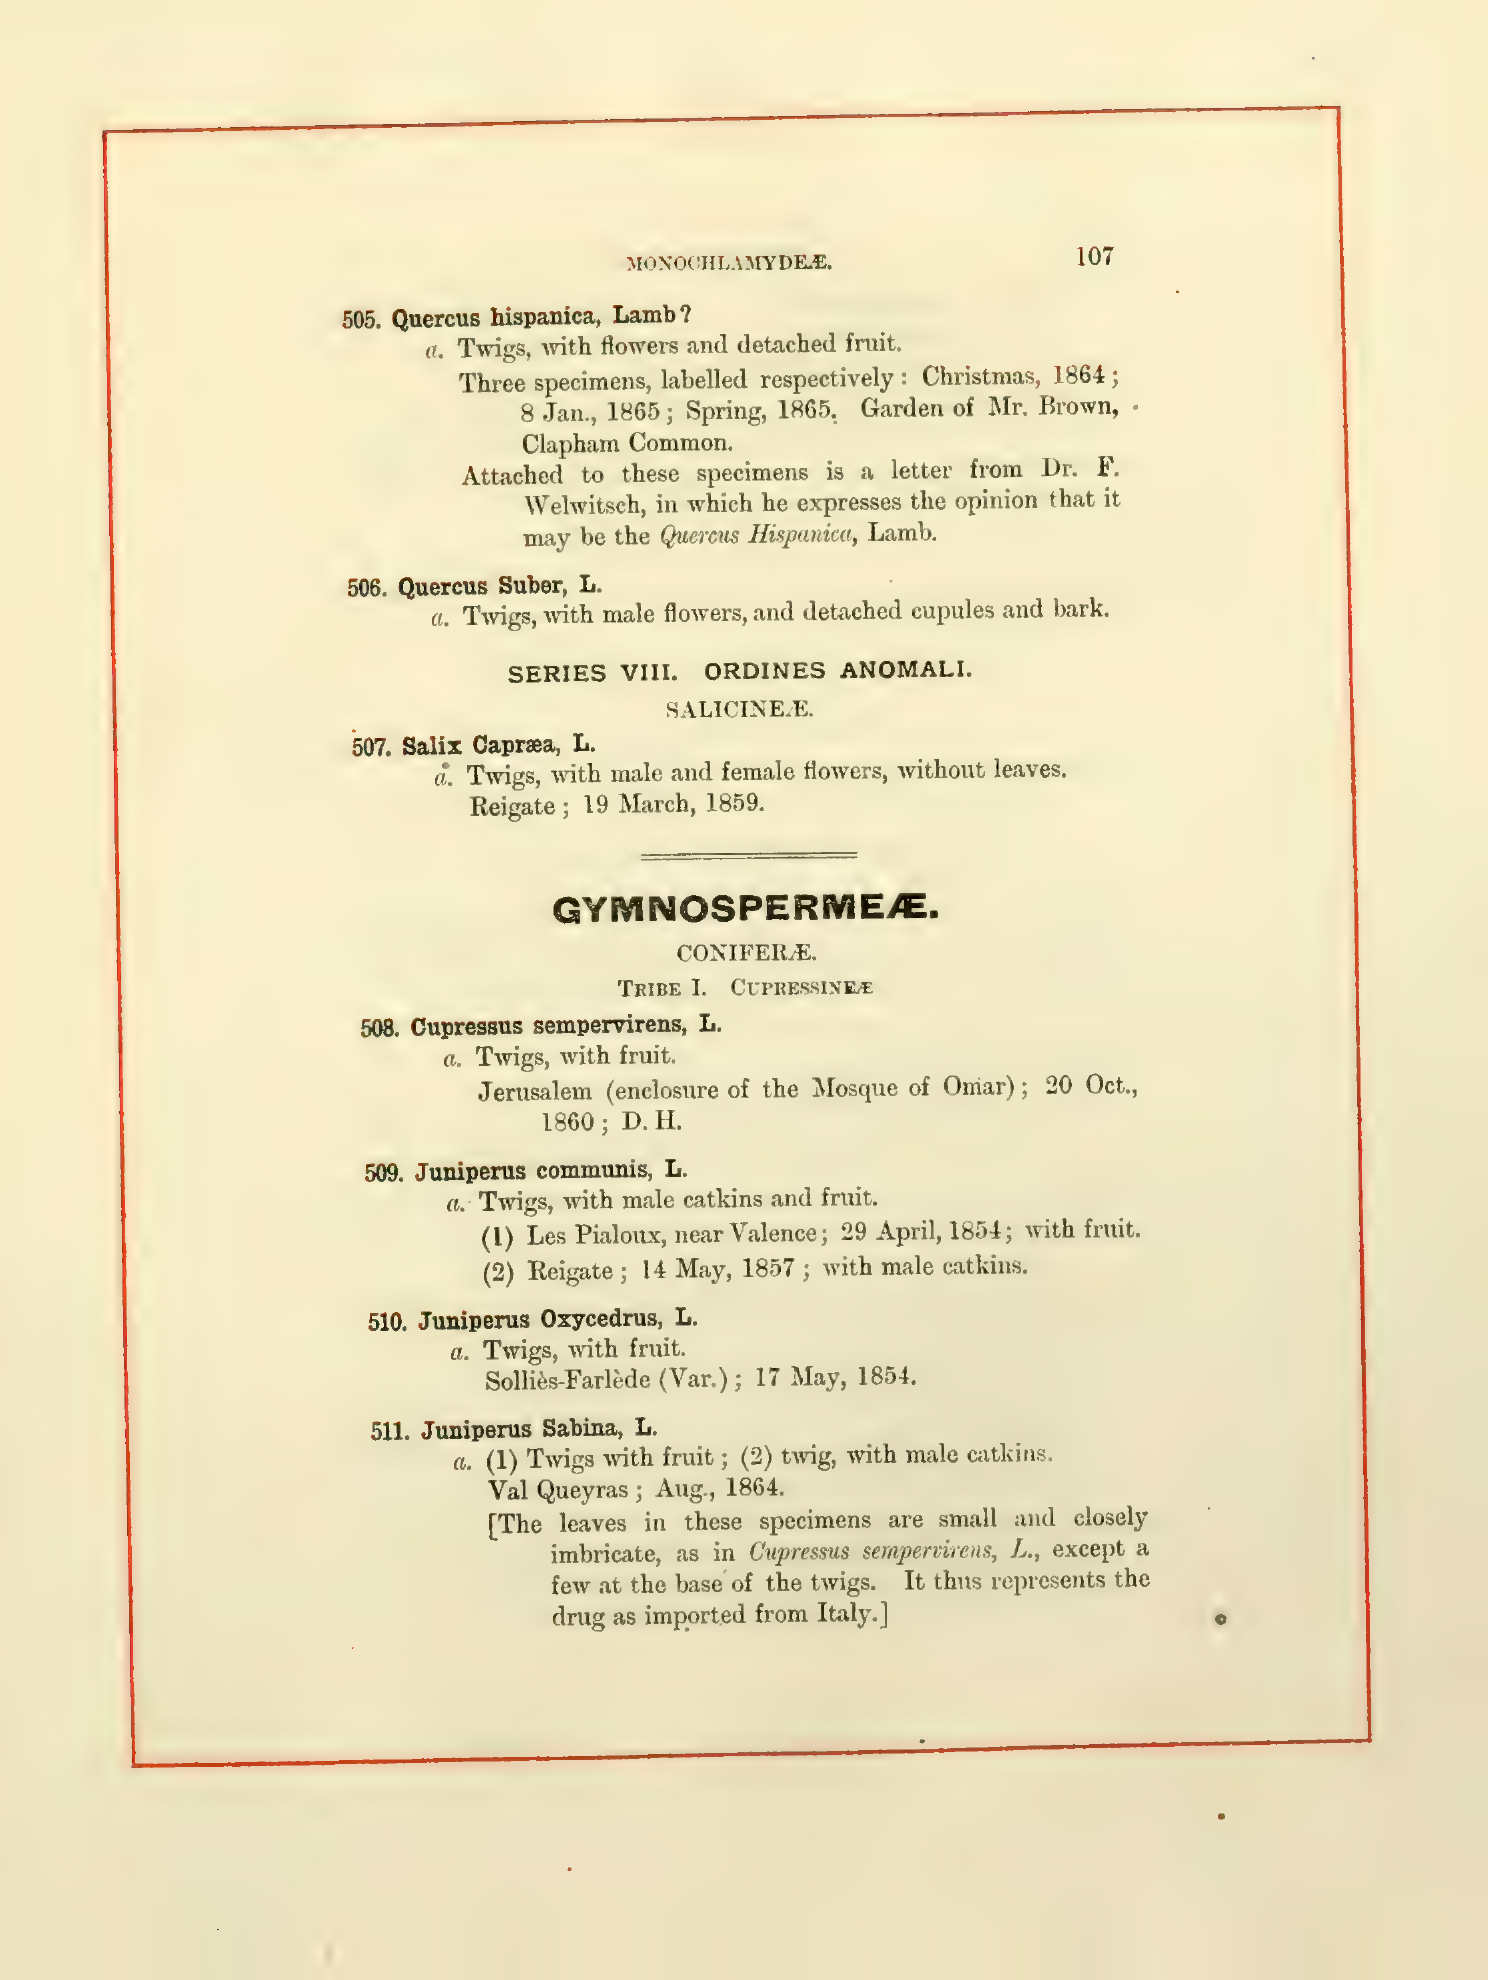 MONOCHLAMYDEÆ. 107
505. Quercus hispanica, Lamb?
a. Twigs, with flowers and detached fruit.
Three specimens, labelled respectively: Christmas, 1864;
8 Jan., 1865; Spring, 1865. Garden of Mr. Brown,
Clapham Common.
Attached to these specimens is a letter from Dr. F.
Welwitsch, in which he expresses the opinion that it
may be the Quercus Hispanica, Lamb.
506. Quercus Suber, L.
a. Twigs, with male flowers, and detached cupules and bark.
SERIES VIII. ORDINES ANOMALI.
SALICINEÆ.
507. Salix Capræa, L.
a. Twigs, with male and female flowers, without leaves.
Reigate; 19 March, 1859.
GYMNOSPERMEÆ.
CONIFERÆ.
TRIBE I. CUPRESSINEÆ
508. Cupressus sempervirens, L.
a. Twigs, with fruit.
Jerusalem (enclosure of the Mosque of Omar); 20 Oct.,
1860; D. H.
509. Juniperus communis, L.
a. Twigs, with male catkins and fruit.
(1) Les Pialoux, near Valence; 29 April, 1854; with fruit.
(2) Reigate; 14 May, 1857; with male catkins.
510. Juniperus Oxycedrus, L.
a. Twigs, with fruit.
Solliès-Farlède (Var.); 17 May, 1854.
511. Juniperus Sabina, L.
a. (1) Twigs with fruit; (2) twig, with male catkins.
Val Queyras; Aug., 1864.
[The leaves in these specimens are small and closely
imbricate, as in Cupressus sempervirens, L., except a
few at the base of the twigs. It thus represents the
drug as imported from Italy.]